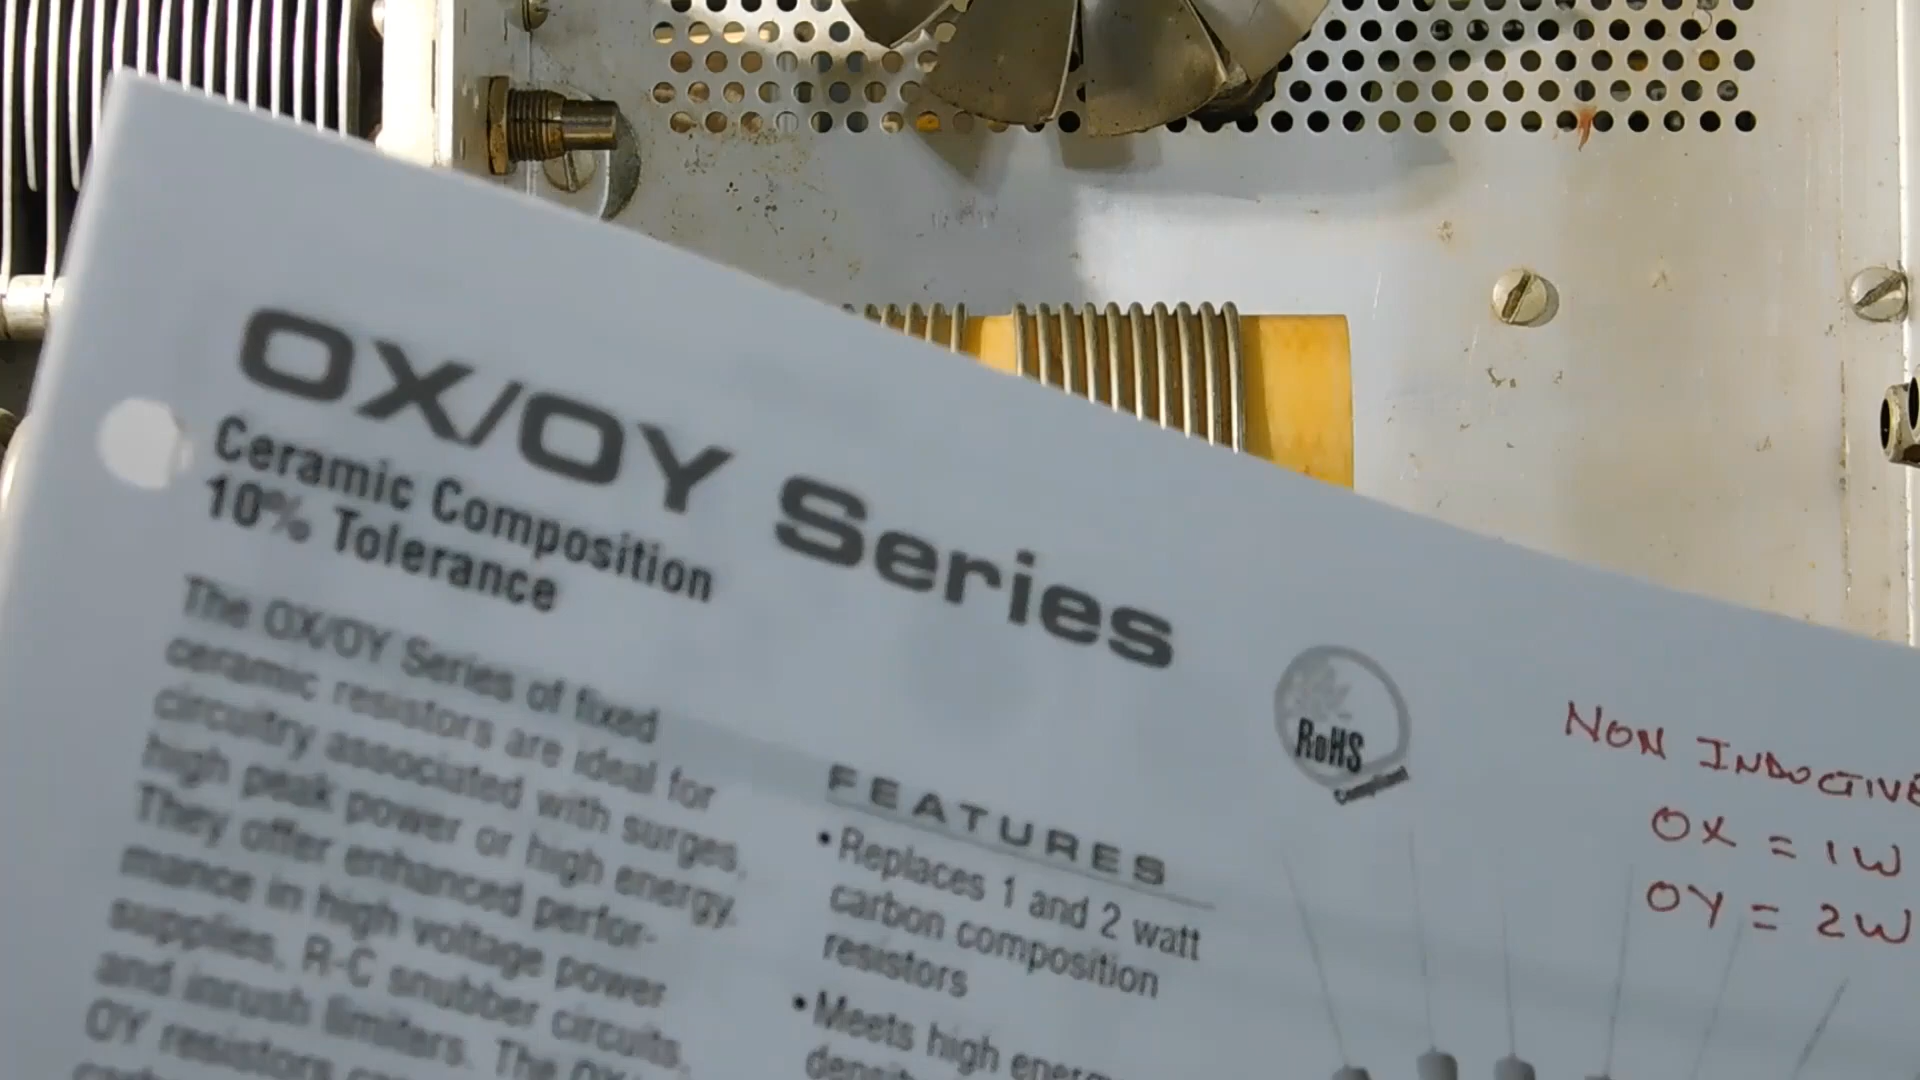 OX/OY Series
Ceramic Composition
10% Tolerance
The OX/OY Series of fixed
ceramic resistors are ideal for
circuitry associated with surges,
high peak power or high energy.
They offer enhanced perfor-
mance in high voltage power
supplies, R-C snubber circuits,
and inrush limiters. The
OY resistors
FEATURES
• Replaces 1 and 2 watt
carbon composition
resistors
• Meets high
RoHS
Compliant
NON INDUCTIVE
OX = 1W
OY = 2W